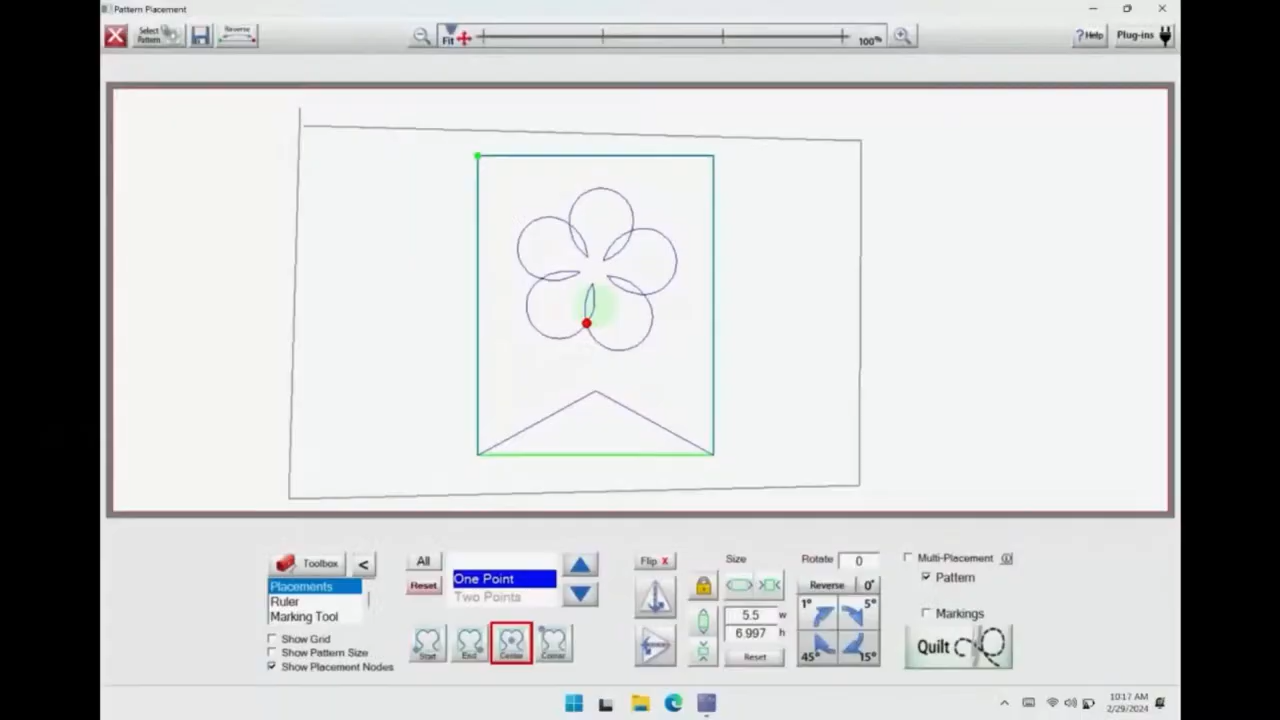 Pattern Placement
Select Pattern
Reverse
Fit
100%
?Help
Plug-ins
Toolbox
<
Placements
Ruler
Marking Tool
Show Grid
Show Pattern Size
Show Placement Nodes
All
Reset
One Point
Two Points
Start
End
Center
Corner
Flip X
Size
5.5 w
6.997 h
Reset
Rotate 0
Reverse 0°
1° 5°
45° 15°
Multi-Placement
Pattern
Markings
Quilt
10:17 AM
2/29/2024